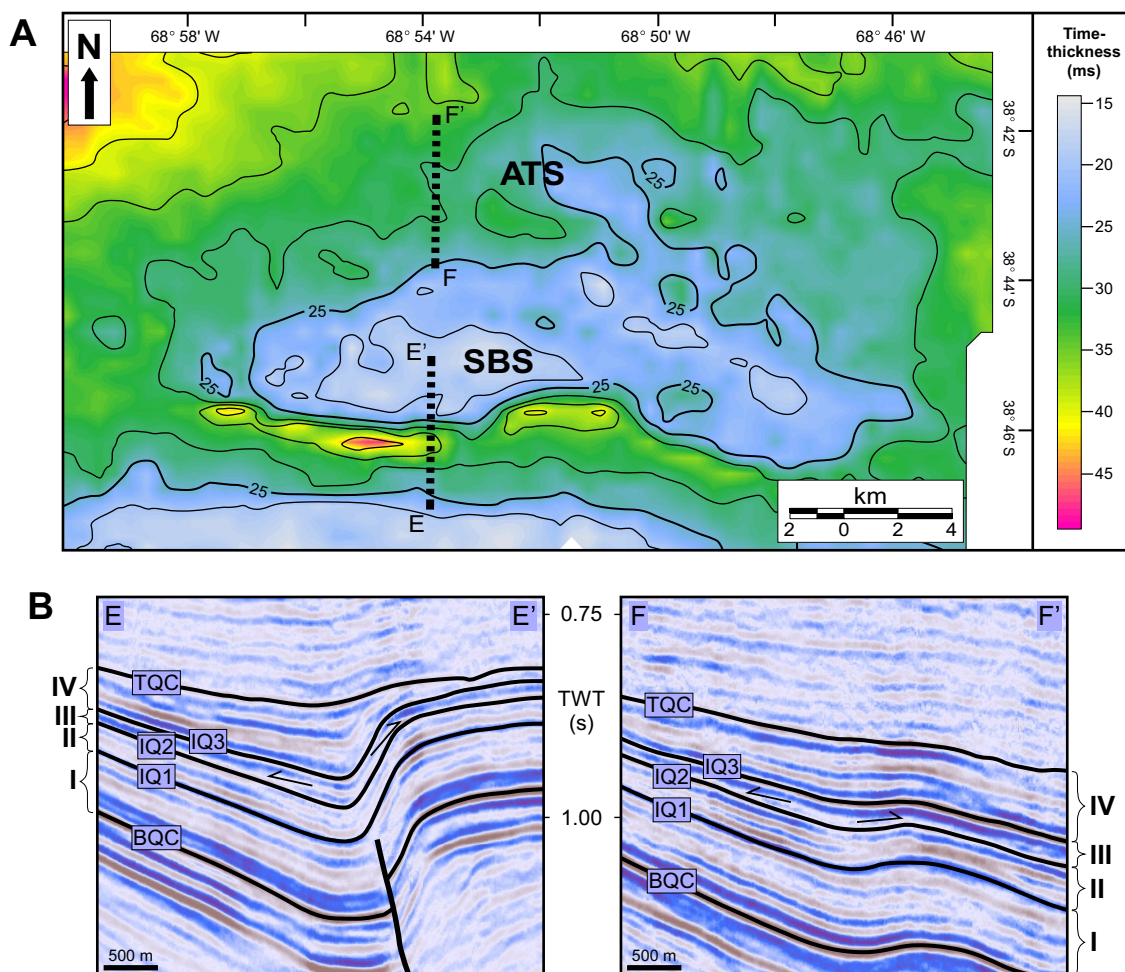 A
N
68° 58' W
68° 54' W
68° 50' W
68° 46' W
Time-
thickness
(ms)
15
20
25
30
35
40
45
38° 42' S
38° 44' S
38° 46' S
F'
ATS
25
F
25
25
E'
SBS
25
25
25
25
E
km
2 0 2 4
B
E
E'
0.75
TWT
(s)
1.00
F
F'
IV
III
II
I
TQC
IQ3
IQ2
IQ1
BQC
500 m
TQC
IQ3
IQ2
IQ1
BQC
500 m
IV
III
II
I